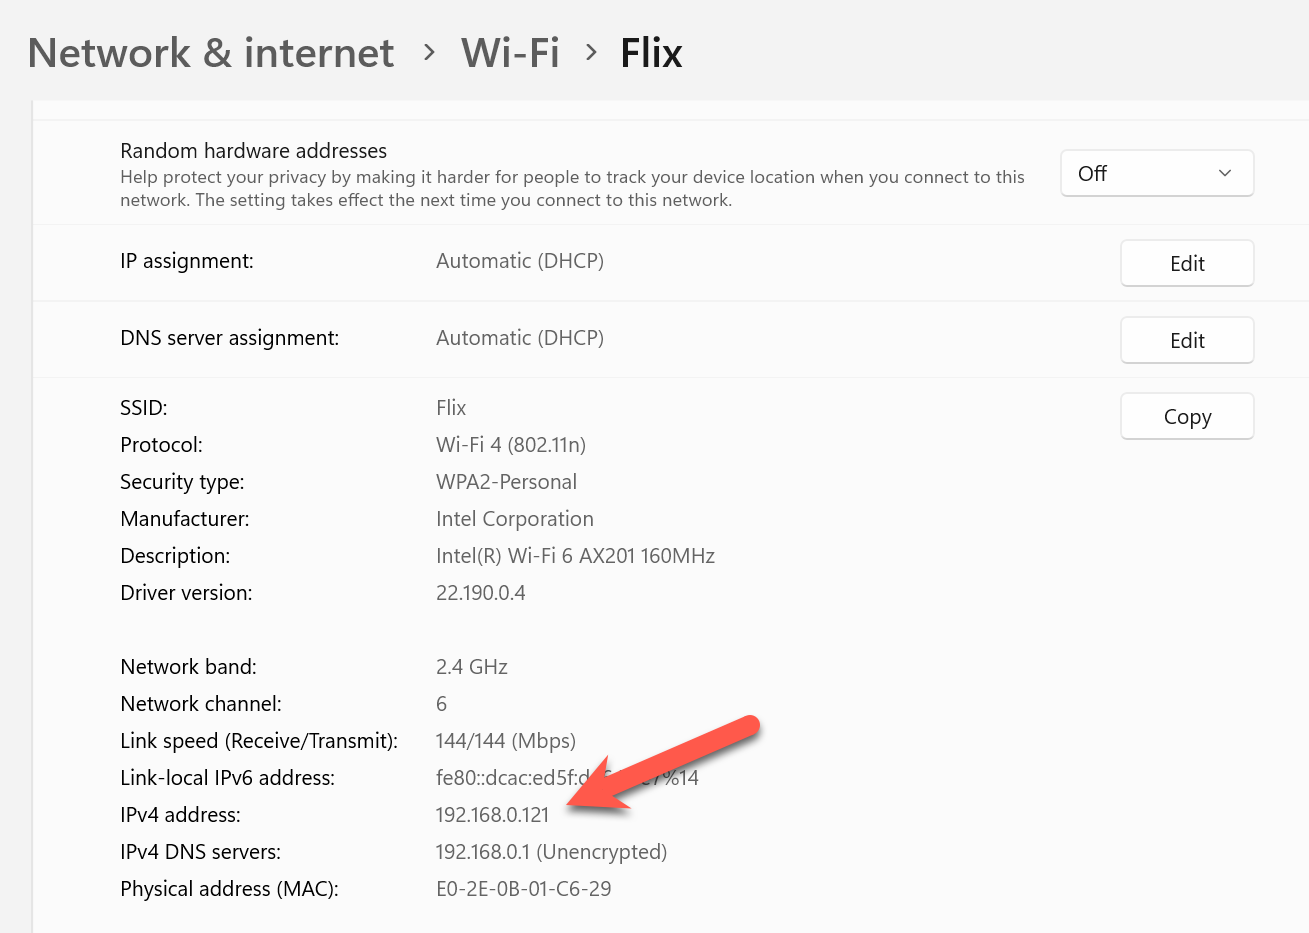 Network & internet > Wi-Fi > Flix
Random hardware addresses
Help protect your privacy by making it harder for people to track your device location when you connect to this
network. The setting takes effect the next time you connect to this network.
Off
IP assignment: Automatic (DHCP)
Edit
DNS server assignment: Automatic (DHCP)
Edit
SSID: Flix
Copy
Protocol: Wi-Fi 4 (802.11n)
Security type: WPA2-Personal
Manufacturer: Intel Corporation
Description: Intel(R) Wi-Fi 6 AX201 160MHz
Driver version: 22.190.0.4
Network band: 2.4 GHz
Network channel: 6
Link speed (Receive/Transmit): 144/144 (Mbps)
Link-local IPv6 address:
IPv4 address: 192.168.0.121
IPv4 DNS servers: 192.168.0.1 (Unencrypted)
Physical address (MAC): E0-2E-0B-01-C6-29